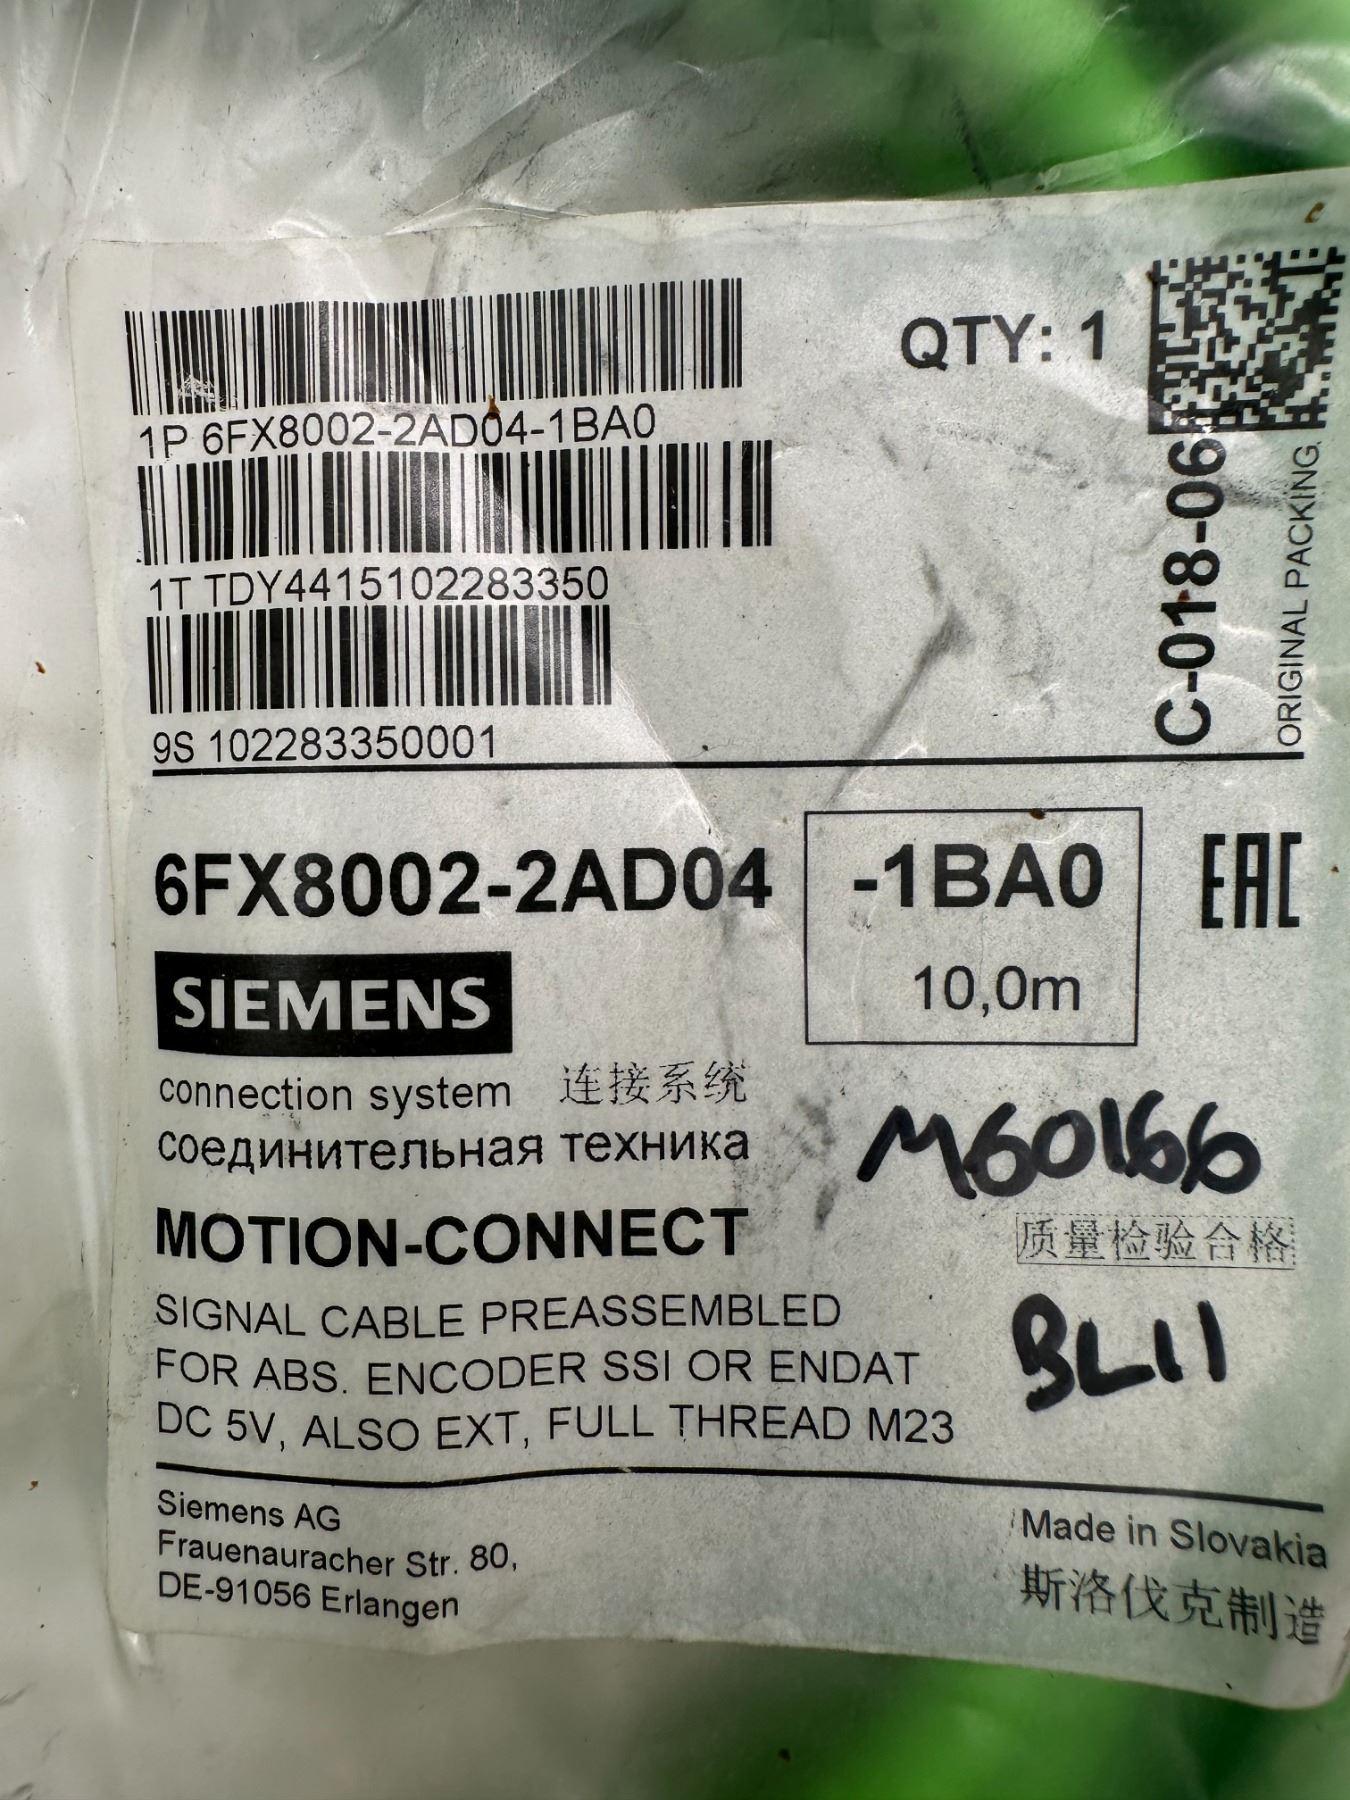 1P 6FX8002-2AD04-1BA0
QTY: 1
1T TDY4415102283350
9S 102283350001
C-018-06
ORIGINAL PACKING.
6FX8002-2AD04
-1BA0
10,0m
EAC
SIEMENS
connection system 连接系统
соединительная техника
M60166
MOTION-CONNECT
质量检验合格
SIGNAL CABLE PREASSEMBLED
FOR ABS. ENCODER SSI OR ENDAT
DC 5V, ALSO EXT, FULL THREAD M23
BL11
Siemens AG
Frauenauracher Str. 80,
DE-91056 Erlangen
Made in Slovakia
斯洛伐克制造